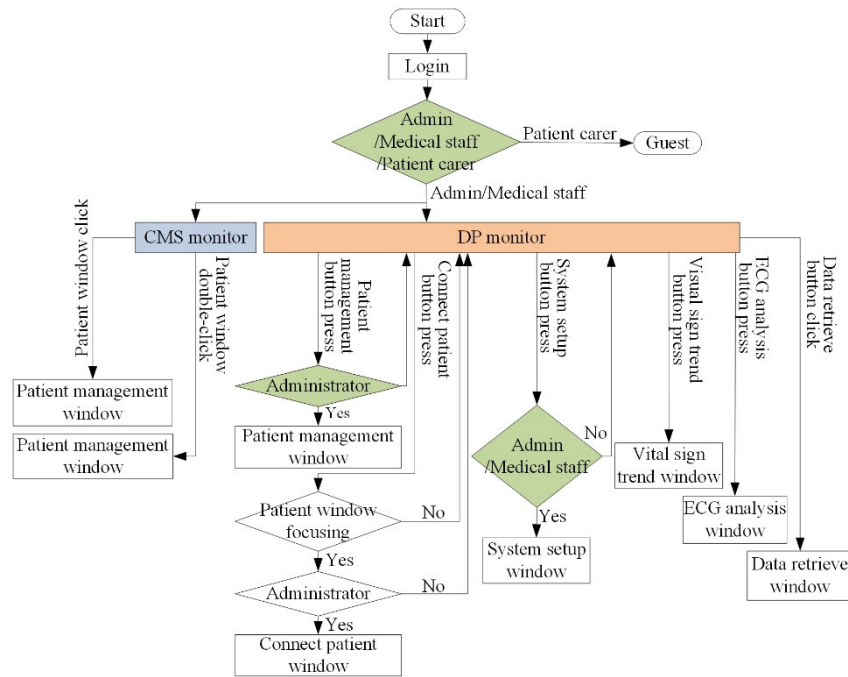 Start
Login
Admin
/Medical staff
/Patient carer
Patient carer
Guest
Admin/Medical staff
CMS monitor
DP monitor
Patient window click
Patient window
double-click
Patient
management
button press
Connect patient
button press
System setup
button press
Visual sign trend
button press
ECG analysis
button press
Data retrieve
button click
Patient management
window
Patient management
window
Administrator
Yes
Patient management
window
Patient window
focusing
No
Yes
Administrator
No
Yes
Connect patient
window
Admin
/Medical staff
No
Yes
System setup
window
Vital sign
trend window
ECG analysis
window
Data retrieve
window